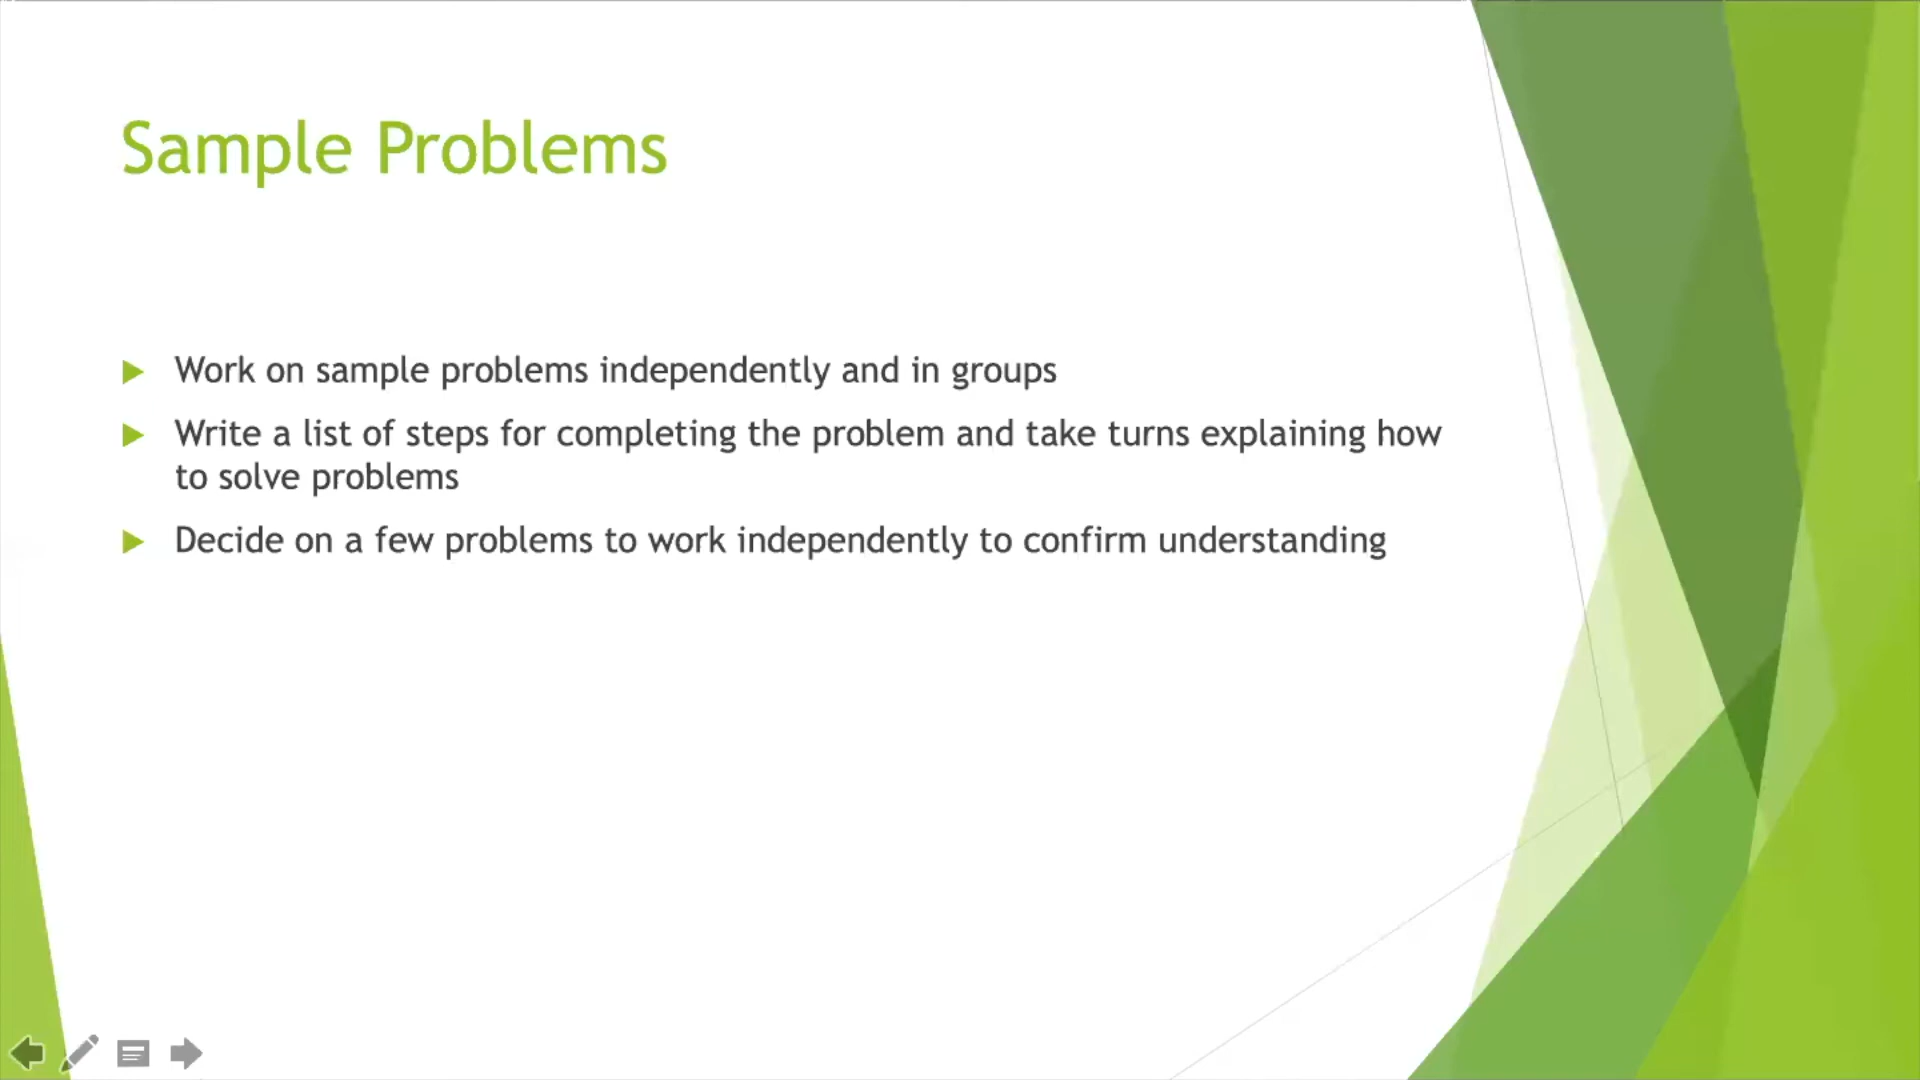 Sample Problems
Work on sample problems independently and in groups
Write a list of steps for completing the problem and take turns explaining how
to solve problems
Decide on a few problems to work independently to confirm understanding